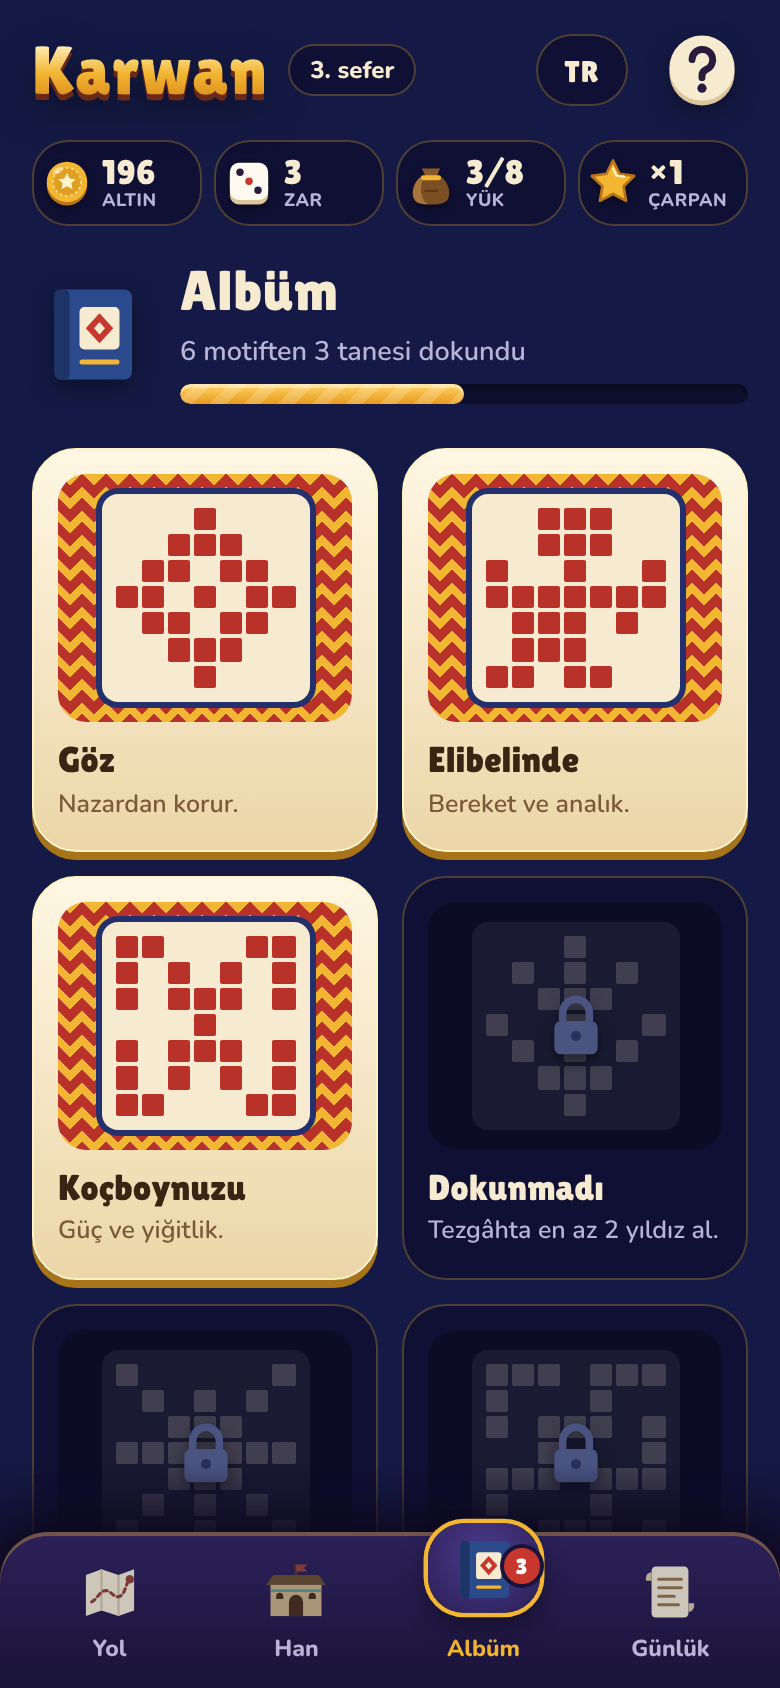 Karwan
3. sefer
TR
?
196
ALTIN
3
ZAR
3/8
YÜK
×1
ÇARPAN
Albüm
6 motiften 3 tanesi dokundu
Göz
Nazardan korur.
Elibelinde
Bereket ve analık.
Koçboynuzu
Güç ve yiğitlik.
Dokunmadı
Tezgâhta en az 2 yıldız al.
3
Yol
Han
Albüm
Günlük